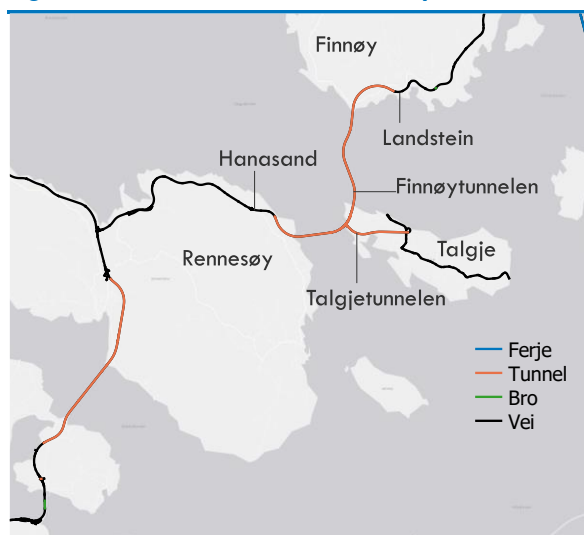 Finnøy
Landstein
Hanasand
Finnøytunnelen
Rennesøy
Talgje
Talgjetunnelen
Ferje
Tunnel
Bro
Vei